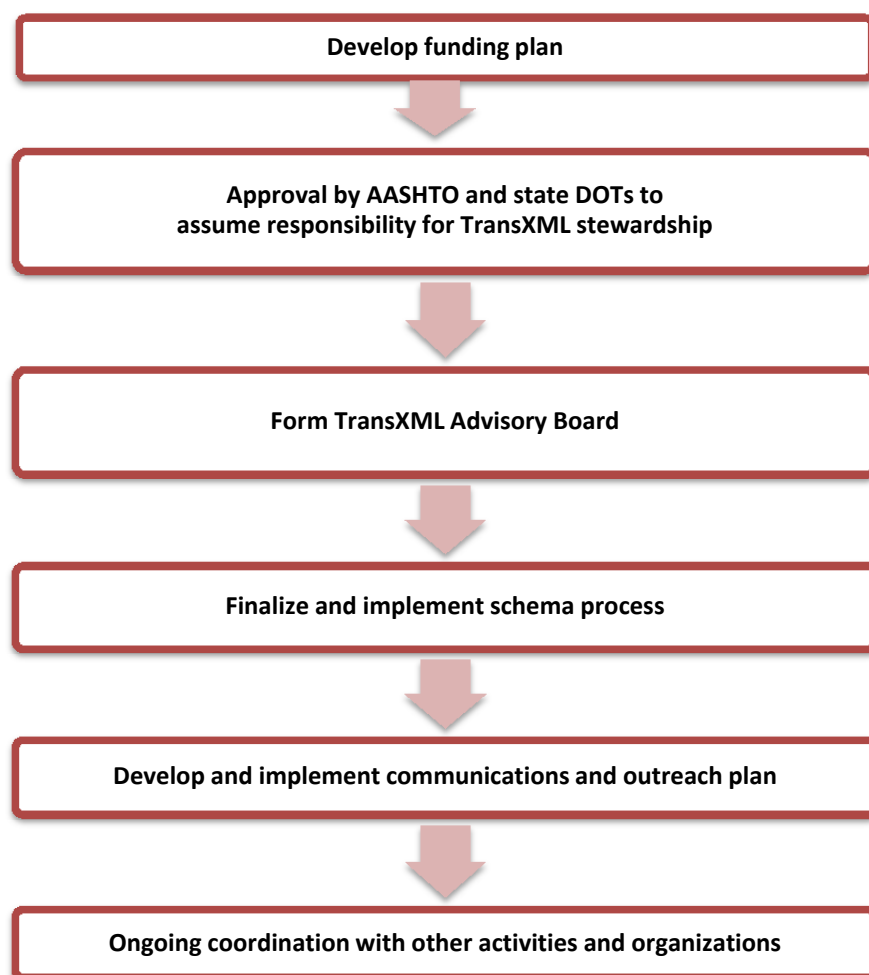 Develop funding plan
Approval by AASHTO and state DOTs to
assume responsibility for TransXML stewardship
Form TransXML Advisory Board
Finalize and implement schema process
Develop and implement communications and outreach plan
Ongoing coordination with other activities and organizations